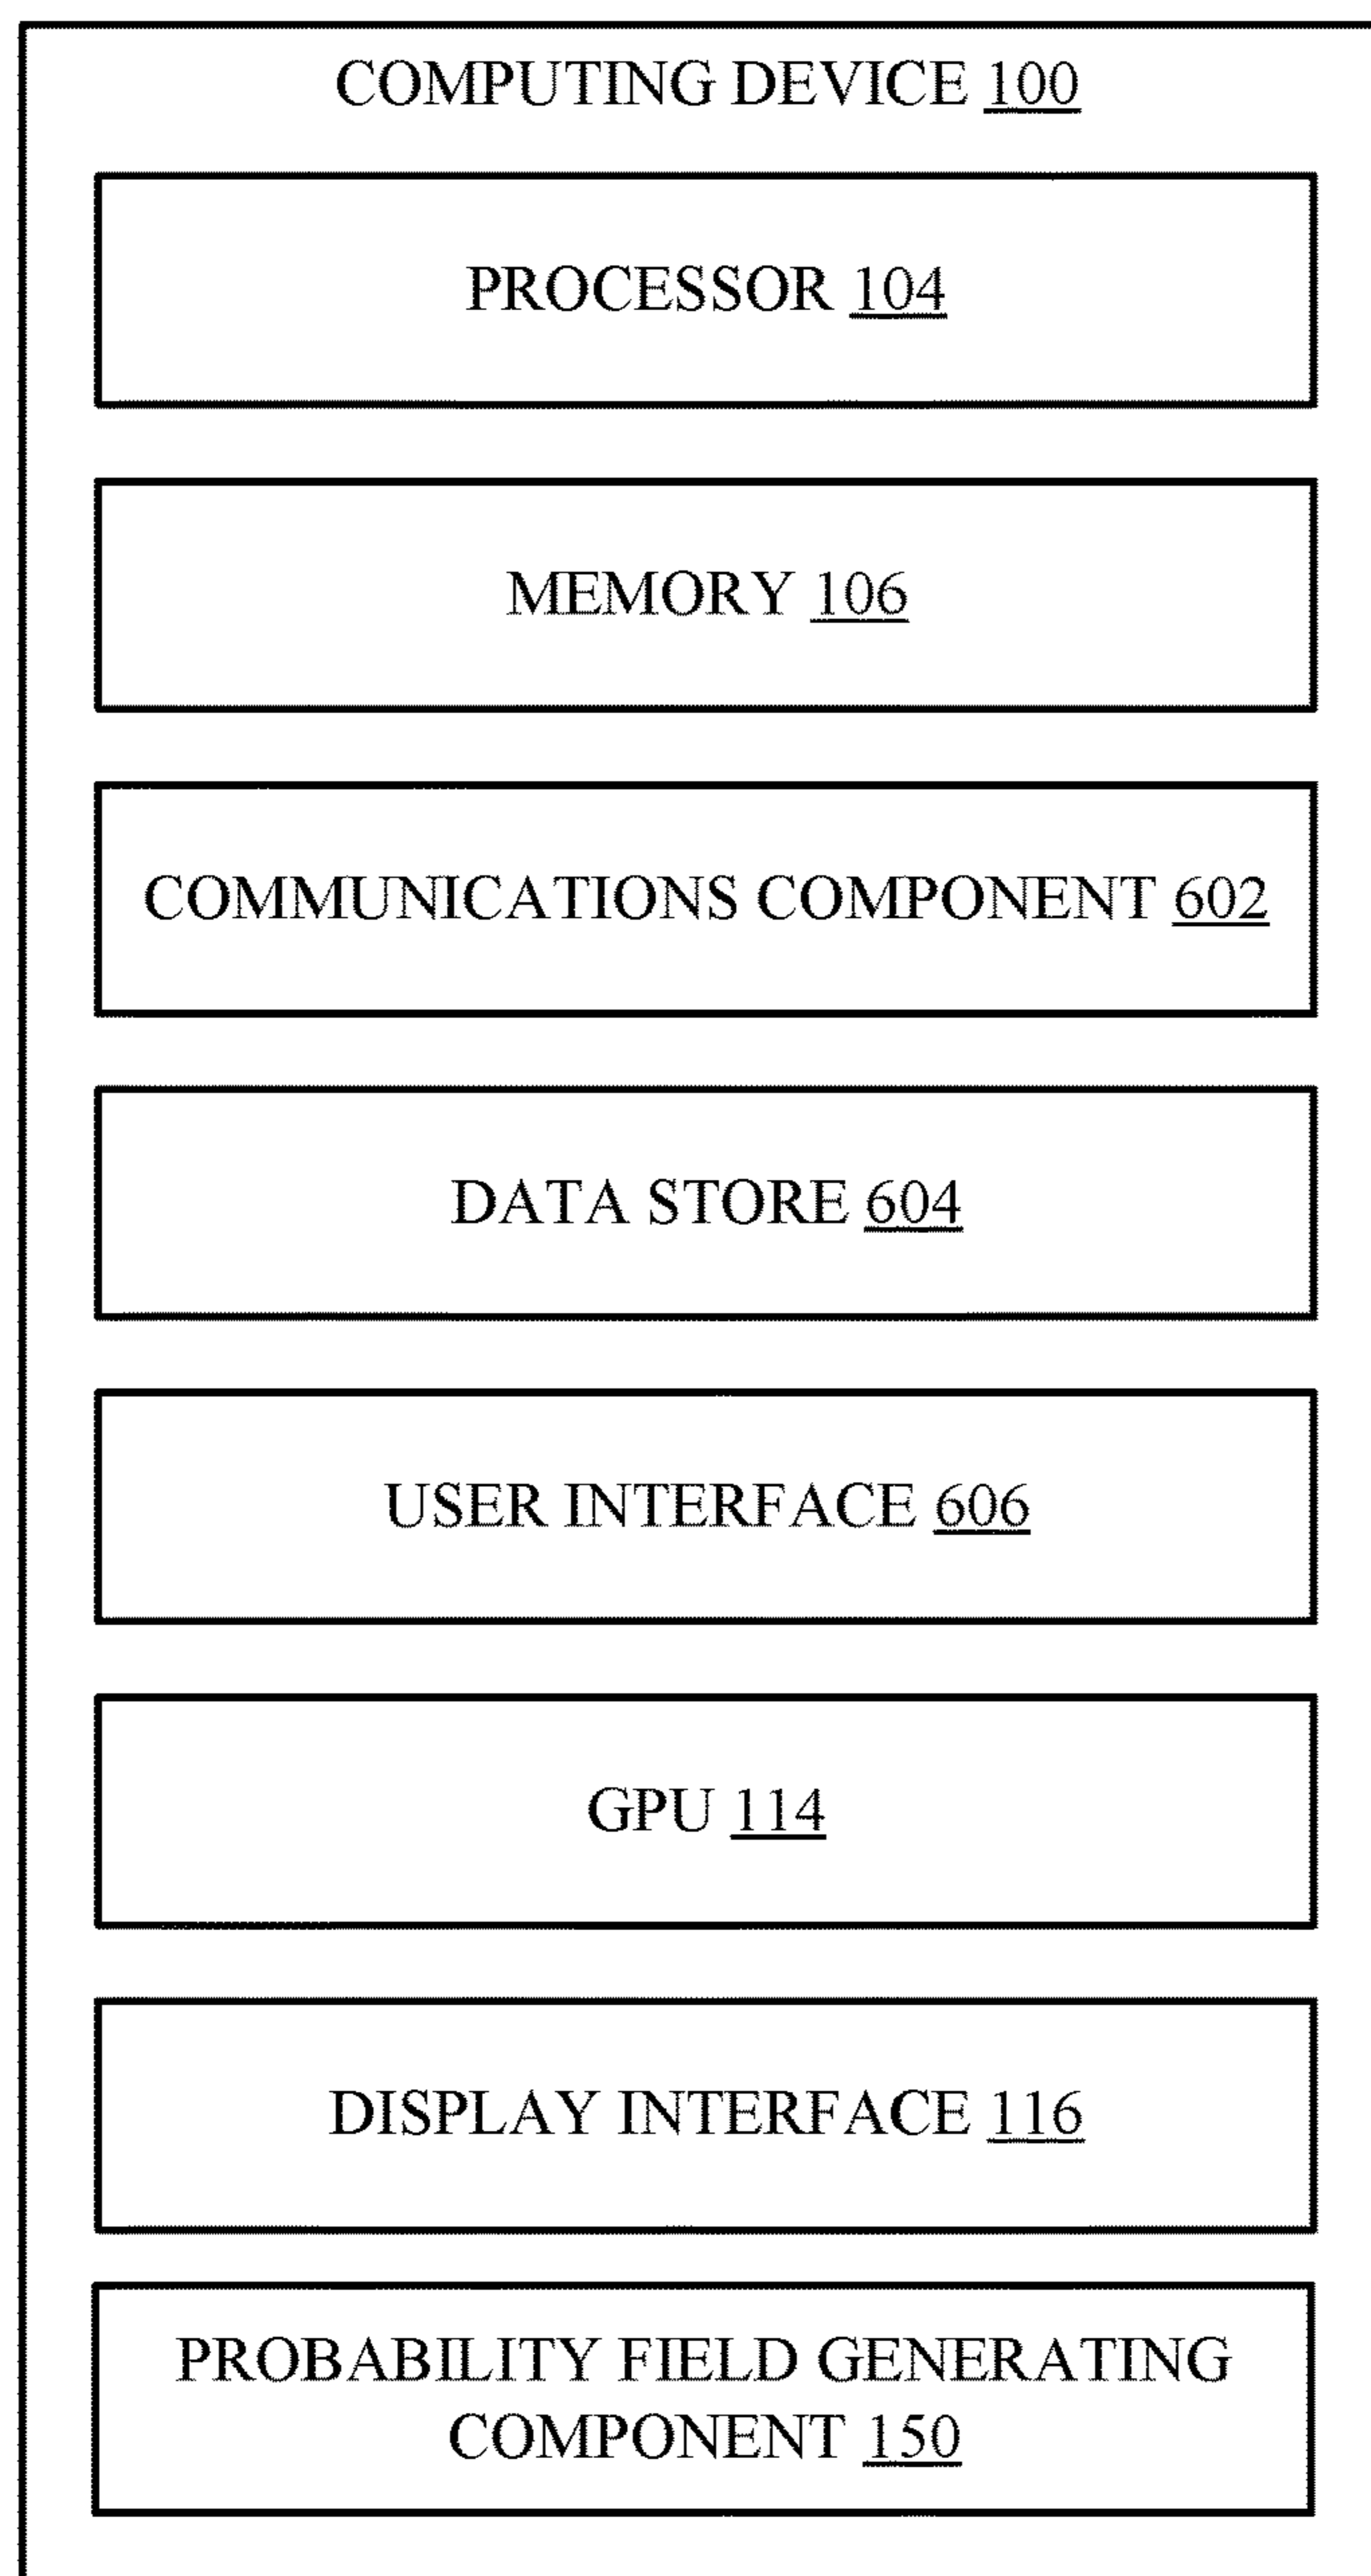 COMPUTING DEVICE 100
PROCESSOR 104
MEMORY 106
COMMUNICATIONS COMPONENT 602
DATA STORE 604
USER INTERFACE 606
GPU 114
DISPLAY INTERFACE 116
PROBABILITY FIELD GENERATING
COMPONENT 150